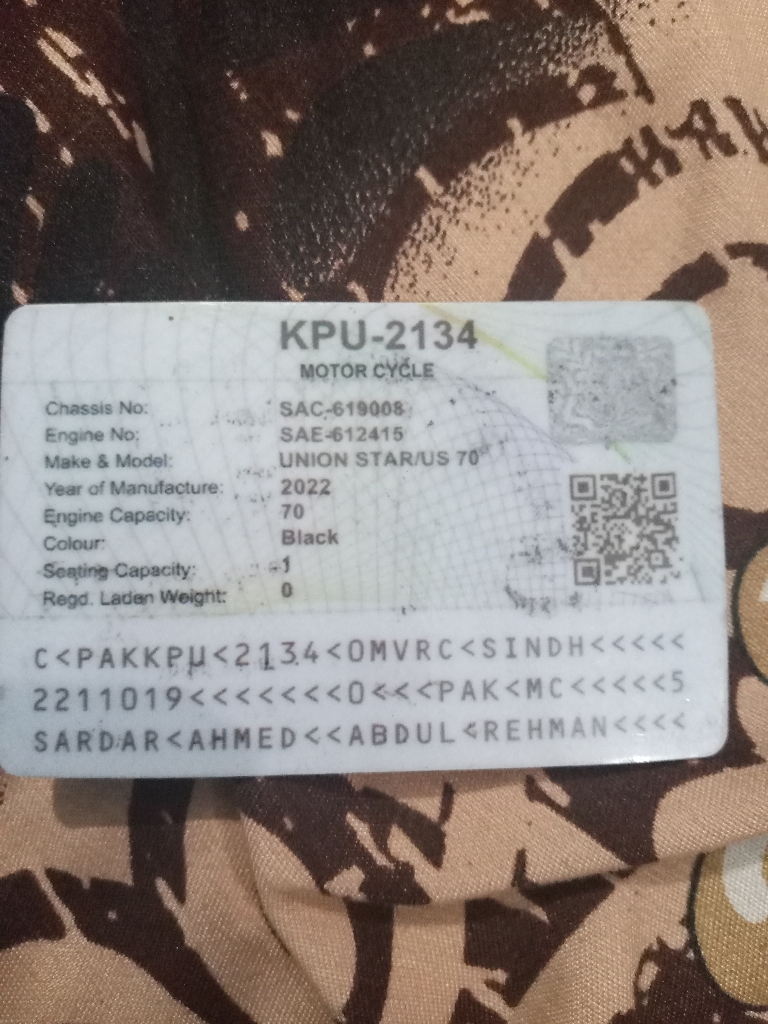 KPU-2134
MOTOR CYCLE
Chassis No: SAC-619008
Engine No: SAE-612415
Make & Model: UNION STAR/US 70
Year of Manufacture: 2022
Engine Capacity: 70
Colour: Black
Seating Capacity: 1
Regd. Laden Weight: 0
C<PAKKPU<2134<OMVRC<SINDH<<<<<
2211019<<<<<<<O<<<PAK<MC<<<<<5
SARDAR<AHMED<<ABDUL<REHMAN<<<<